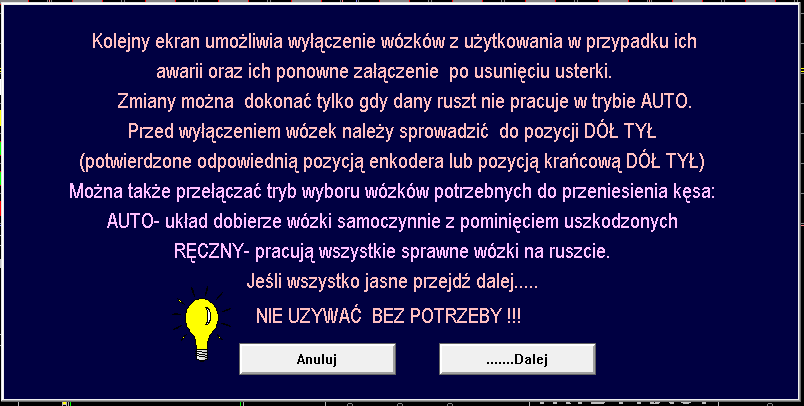 Kolejny ekran umożliwia wyłączenie wózków z użytkowania w przypadku ich
awarii oraz ich ponowne załączenie po usunięciu usterki.
Zmiany można dokonać tylko gdy dany ruszt nie pracuje w trybie AUTO.
Przed wyłączeniem wózek należy sprowadzić do pozycji DÓŁ TYŁ
(potwierdzone odpowiednią pozycją enkodera lub pozycją krańcową DÓŁ TYŁ)
Można także przełączać tryb wyboru wózków potrzebnych do przeniesienia kęsa:
AUTO- układ dobierze wózki samoczynnie z pominięciem uszkodzonych
RĘCZNY- pracują wszystkie sprawne wózki na ruszcie.
Jeśli wszystko jasne przejdź dalej.....
NIE UZYWAĆ BEZ POTRZEBY !!!
Anuluj
.......Dalej